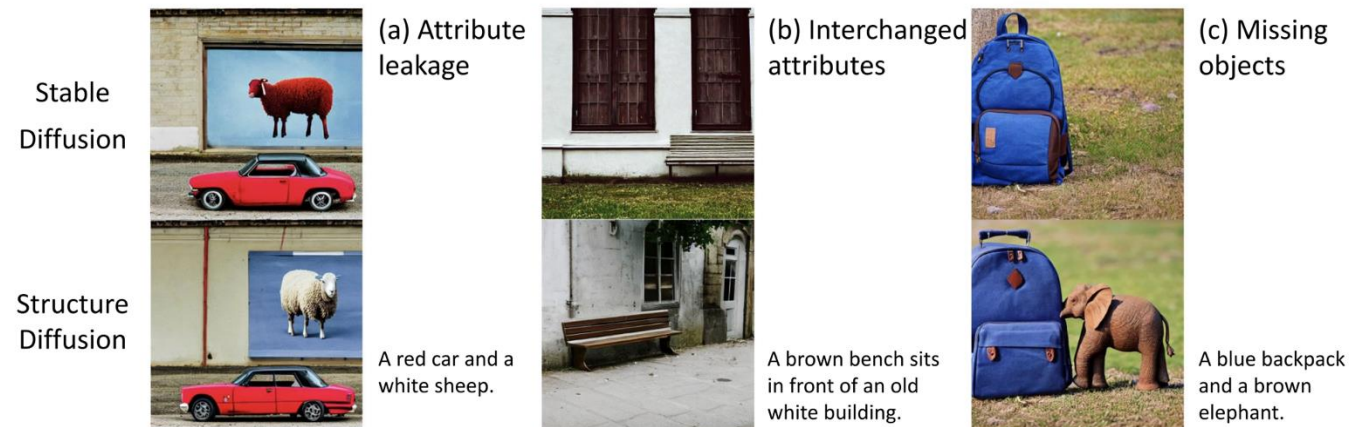 Stable
Diffusion
(a) Attribute
leakage
(b) Interchanged
attributes
(c) Missing
objects
Structure
Diffusion
A red car and a
white sheep.
A brown bench sits
in front of an old
white building.
A blue backpack
and a brown
elephant.